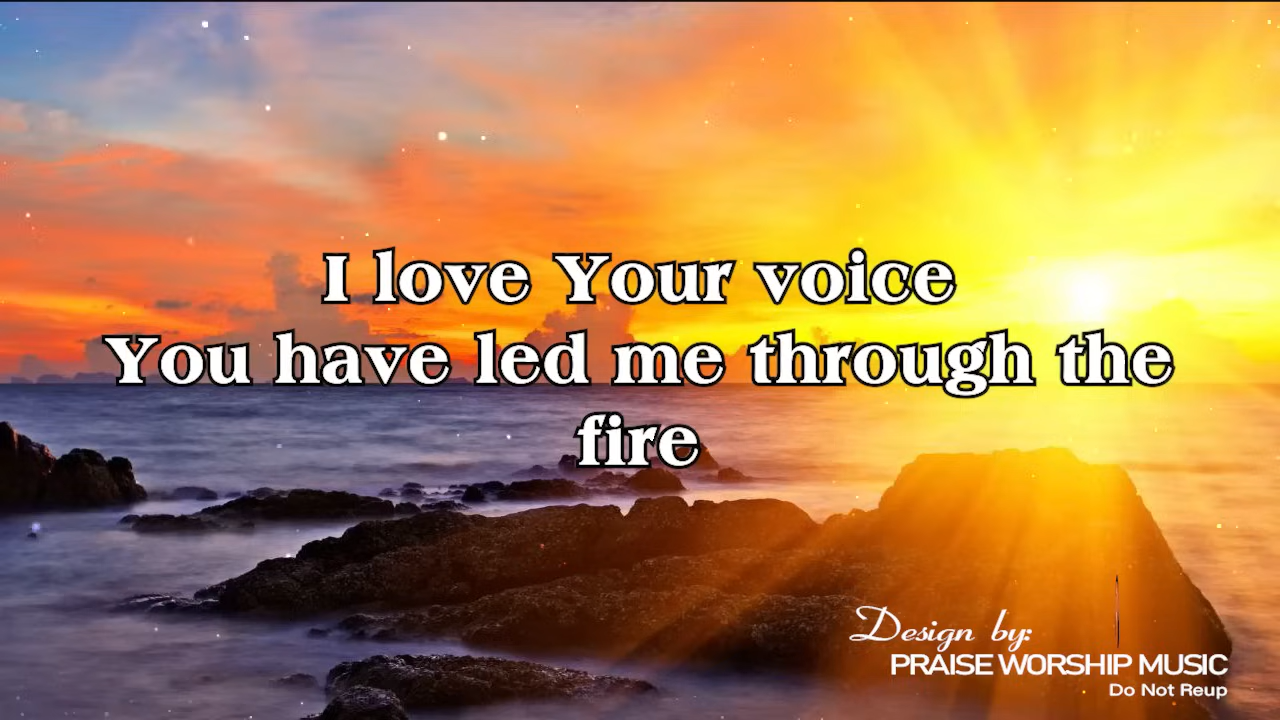 I love Your voice
You have led me through the
fire
Design by:
PRAISE WORSHIP MUSIC
Do Not Reup